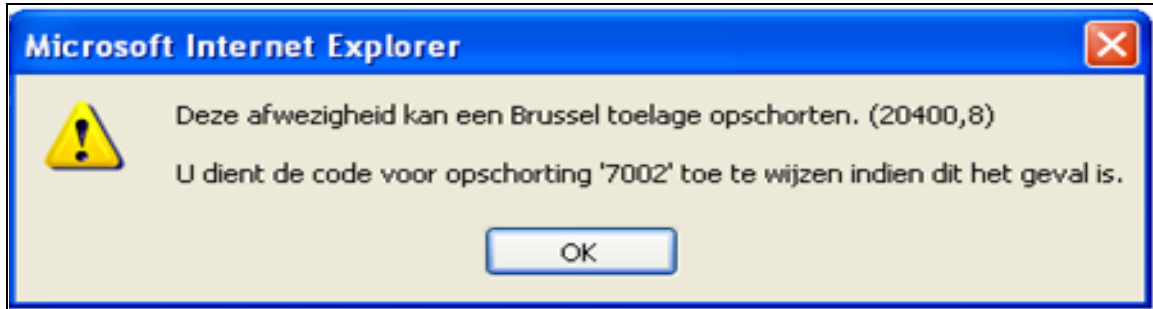 Microsoft Internet Explorer
Deze afwezigheid kan een Brussel toelage opschorten. (20400,8)
U dient de code voor opschorting '7002' toe te wijzen indien dit het geval is.
OK